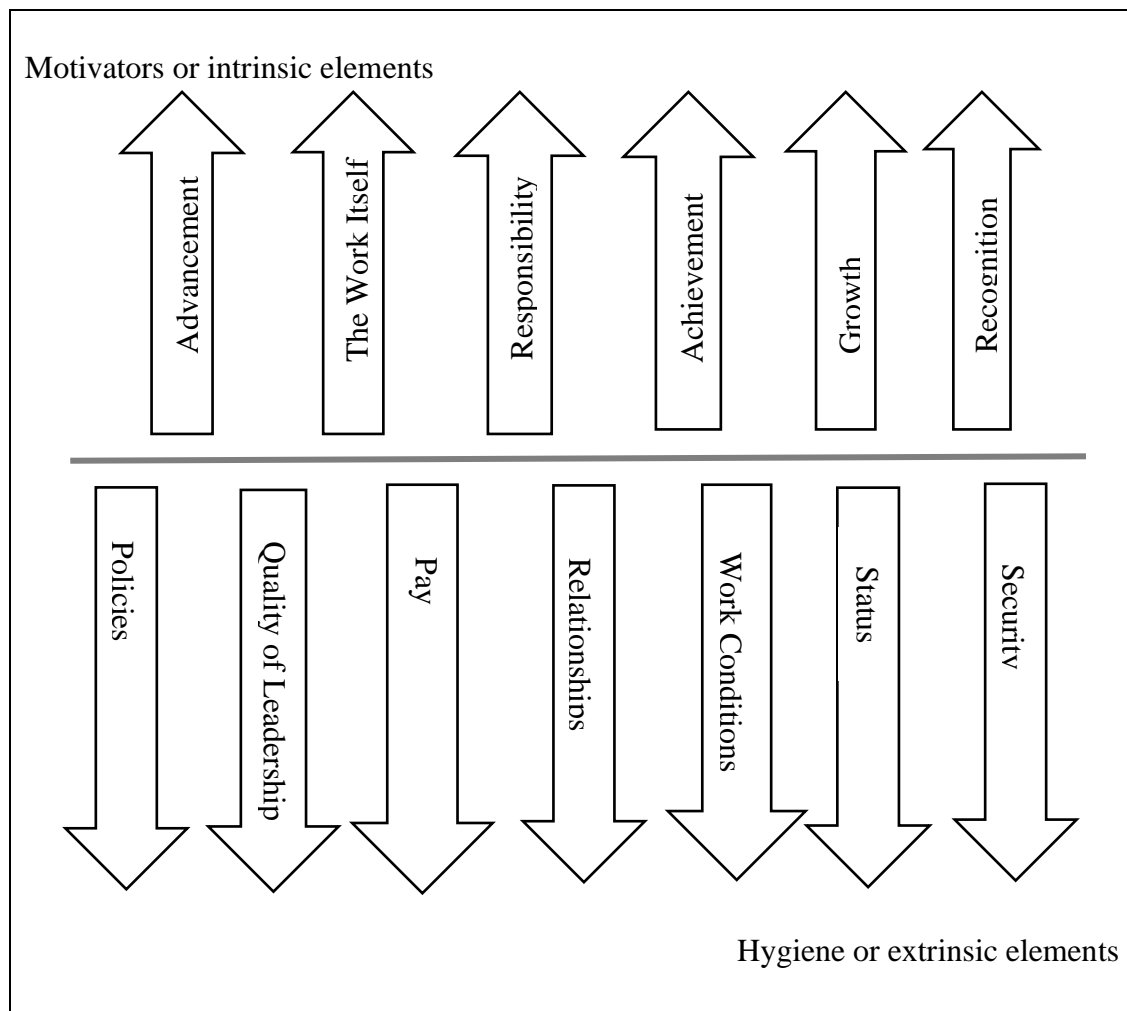 Motivators or intrinsic elements
Advancement
The Work Itself
Responsibility
Achievement
Growth
Recognition
Policies
Quality of Leadership
Pay
Relationships
Work Conditions
Status
Security
Hygiene or extrinsic elements